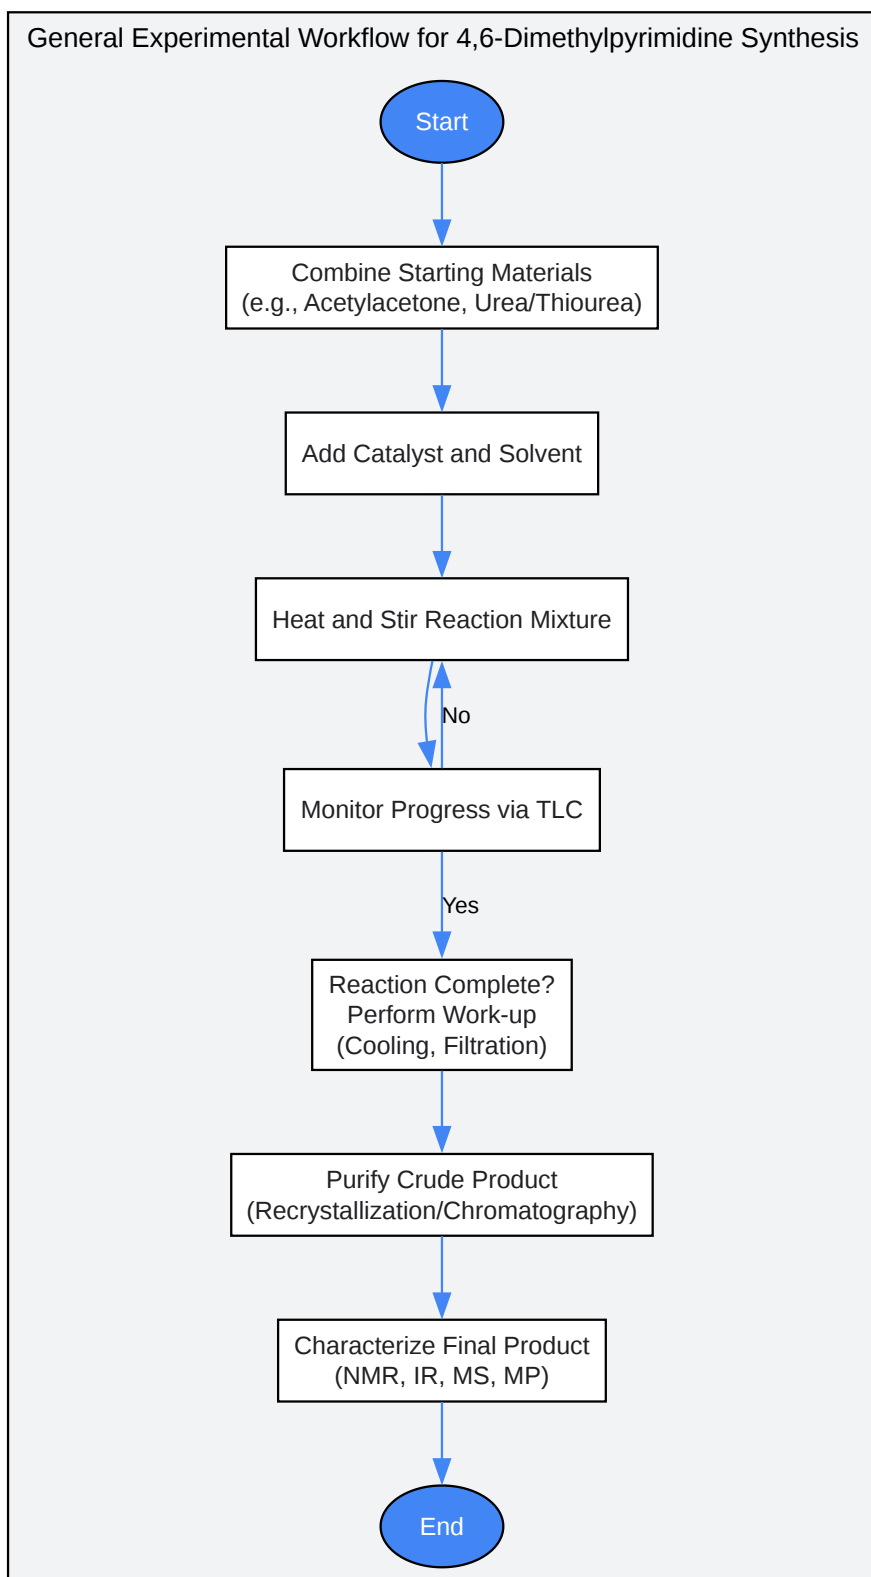 General Experimental Workflow for 4,6-Dimethylpyrimidine Synthesis
Start
Combine Starting Materials
(e.g., Acetylacetone, Urea/Thiourea)
Add Catalyst and Solvent
Heat and Stir Reaction Mixture
No
Monitor Progress via TLC
Yes
Reaction Complete?
Perform Work-up
(Cooling, Filtration)
Purify Crude Product
(Recrystallization/Chromatography)
Characterize Final Product
(NMR, IR, MS, MP)
End